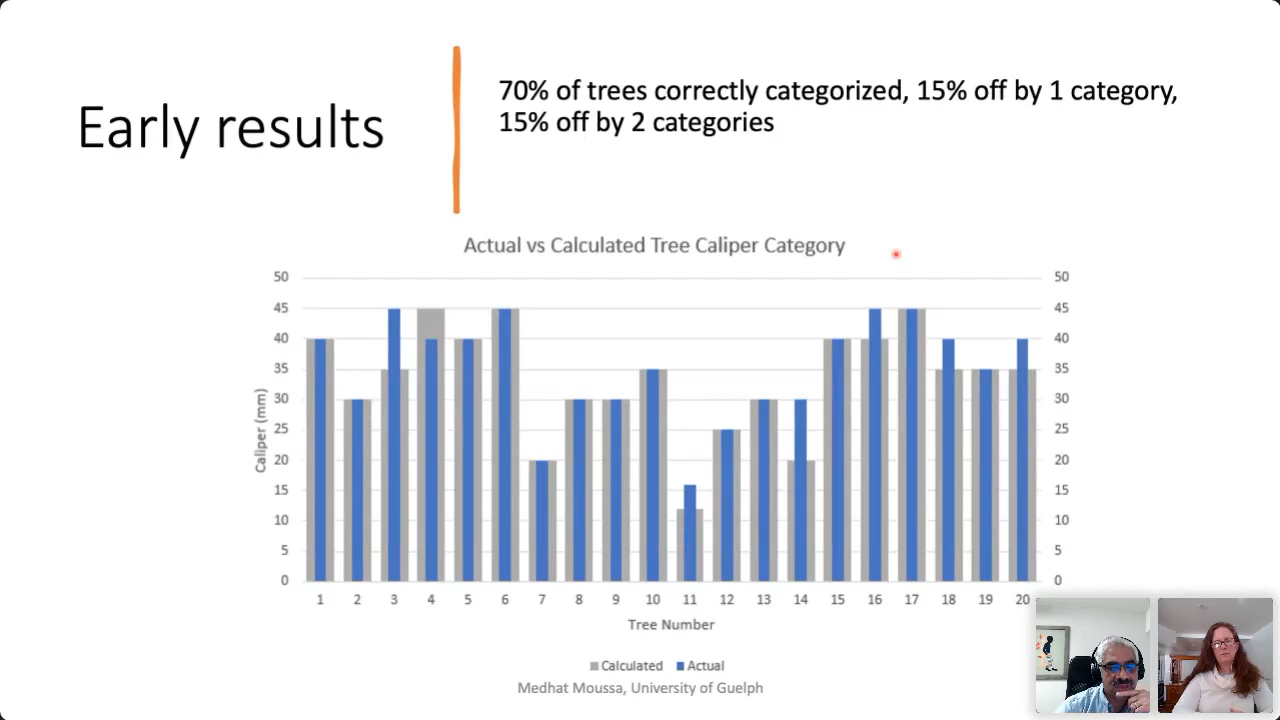 Early results
70% of trees correctly categorized, 15% off by 1 category,
15% off by 2 categories
Actual vs Calculated Tree Caliper Category
50 50
45 45
40 40
35 35
30 30
25 25
20 20
15 15
10 10
5 5
0 0
Caliper (mm)
1 2 3 4 5 6 7 8 9 10 11 12 13 14 15 16 17 18 19 20
Tree Number
Calculated Actual
Medhat Moussa, University of Guelph